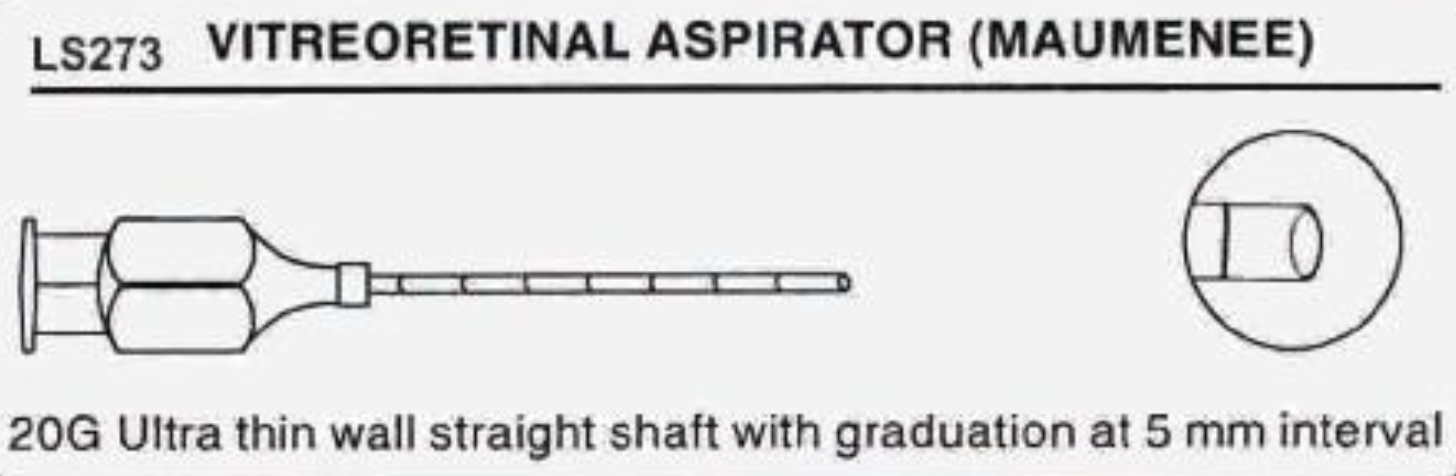 LS273 VITREORETINAL ASPIRATOR (MAUMENEE)
20G Ultra thin wall straight shaft with graduation at 5 mm interval